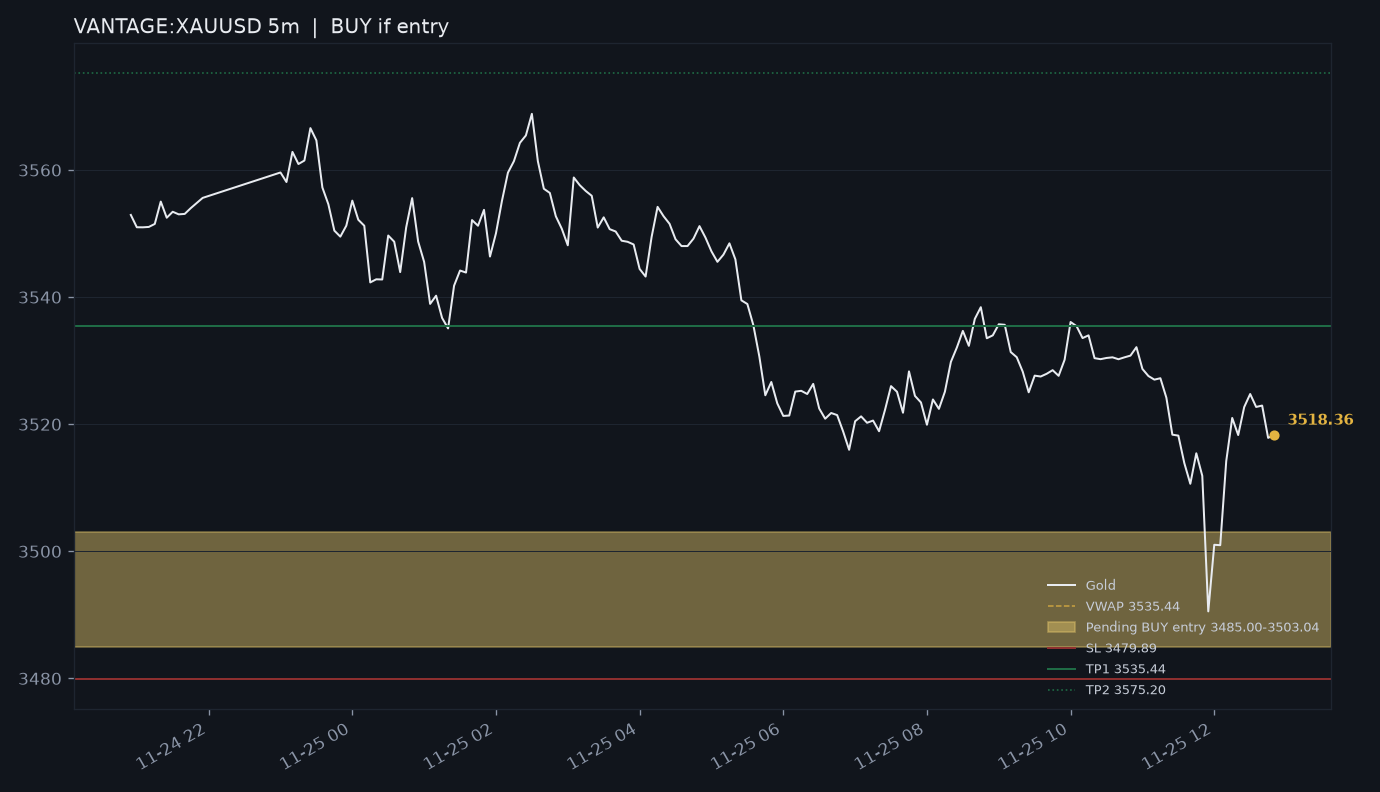 VANTAGE:XAUUSD 5m | BUY if entry
3560
3540
3520
3500
3480
3518.36
Gold
VWAP 3535.44
Pending BUY entry 3485.00-3503.04
SL 3479.89
TP1 3535.44
TP2 3575.20
11-24 22
11-25 00
11-25 02
11-25 04
11-25 06
11-25 08
11-25 10
11-25 12